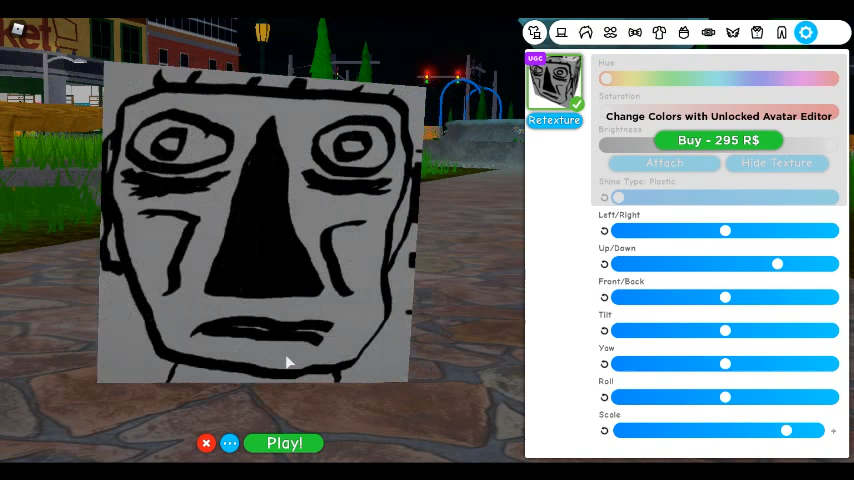 ket
UGC
Retexture
Hue
Saturation
Change Colors with Unlocked Avatar Editor
Brightness
Buy - 295 R$
Attach
Hide Texture
Shine Type: Plastic
Left/Right
Up/Down
Front/Back
Tilt
Yaw
Roll
Scale
+
Play!